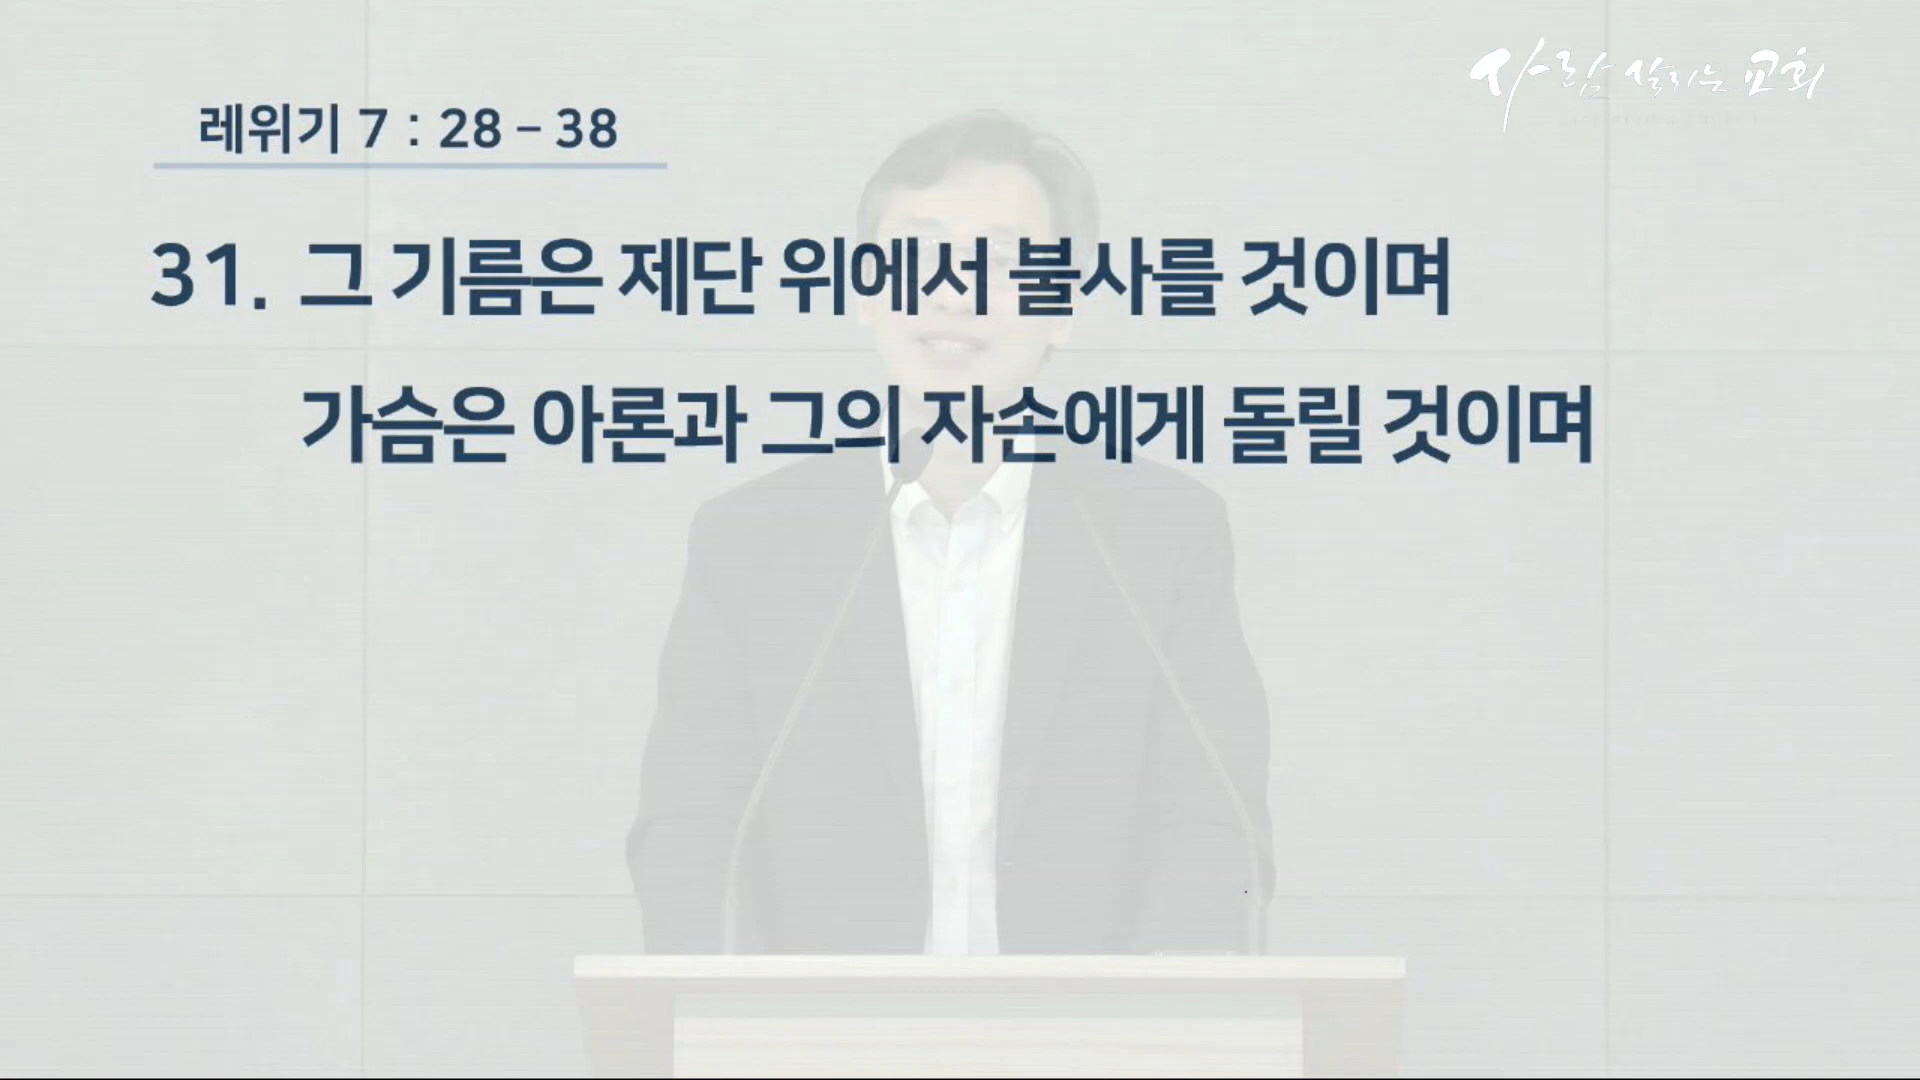 사람 살리는 교회
레위기 7 : 28 – 38
31. 그 기름은 제단 위에서 불사를 것이며
가슴은 아론과 그의 자손에게 돌릴 것이며